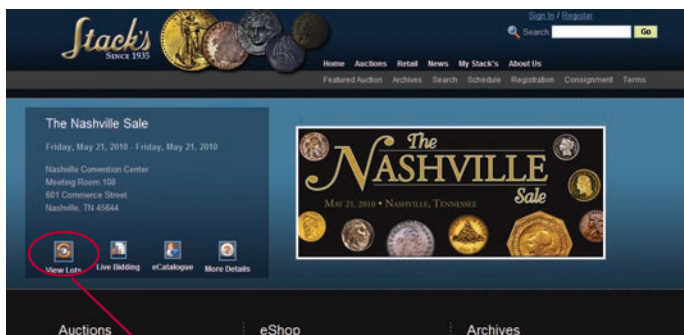 Stack's
SINCE 1935
Sign In / Register
Search
Go
Home Auctions Retail News My Stack's About Us
Featured Auction Archives Search Schedule Registration Consignment Terms
The Nashville Sale
Friday, May 21, 2010 - Friday, May 21, 2010
Nashville Convention Center
Meeting Room 108
601 Commerce Street
Nashville, TN 45644
View Lots Live Bidding eCatalogue More Details
The
NASHVILLE
Sale
MAY 21, 2010 • NASHVILLE, TENNESSEE
Auctions eShop Archives